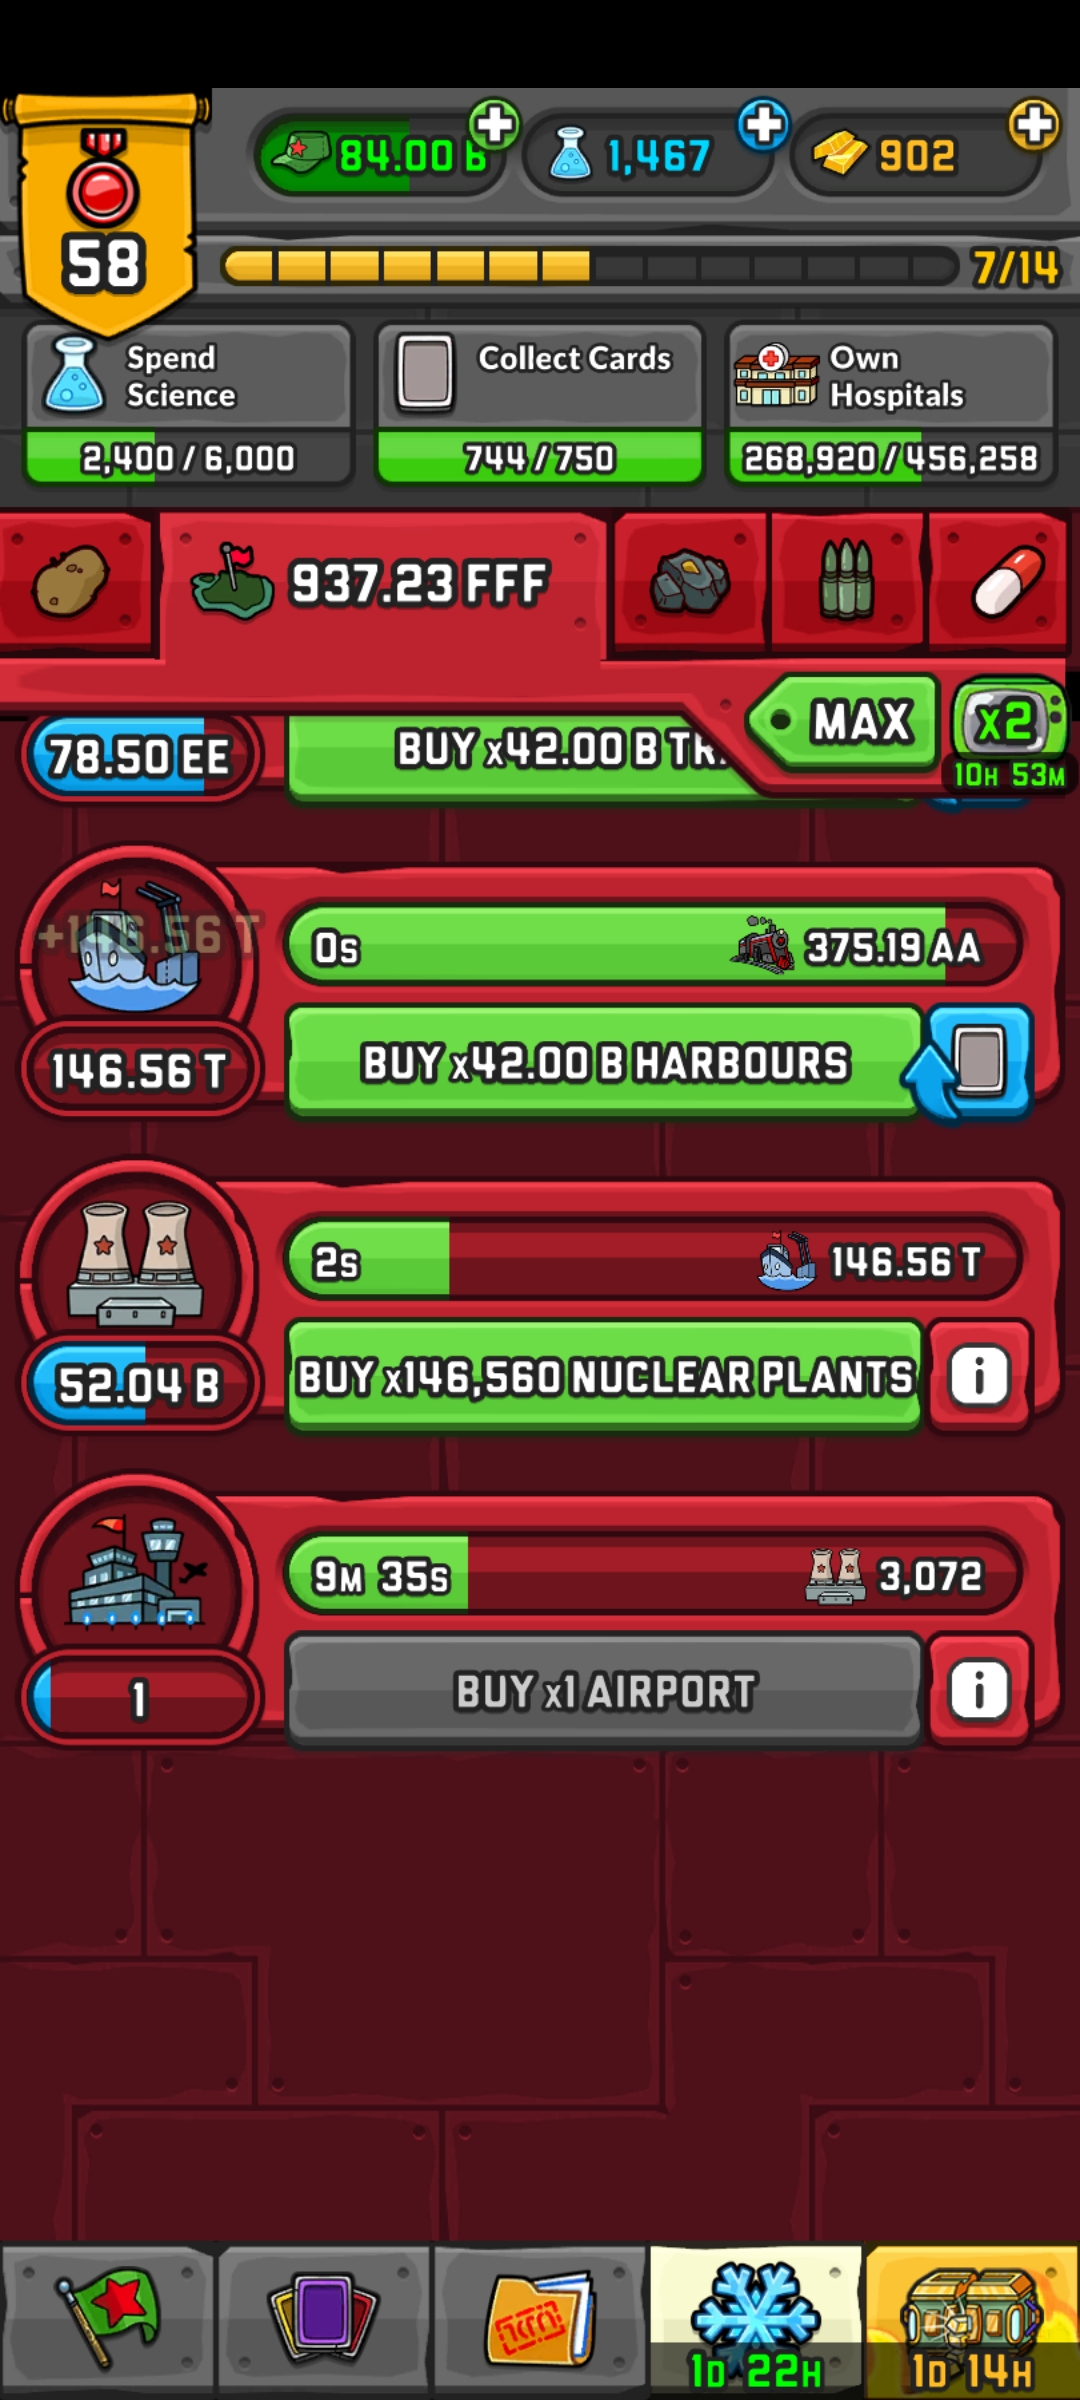 84.00 B
1,467
902
58
7/14
Spend
Science
2,400 / 6,000
Collect Cards
744 / 750
Own
Hospitals
268,920 / 456,258
937.23 FFF
MAX
x2
10H 53M
78.50 EE
BUY x42.00 B TR
+146.56 T
0s
375.19 AA
146.56 T
BUY x42.00 B HARBOURS
2s
146.56 T
52.04 B
BUY x146,560 NUCLEAR PLANTS
i
9M 35s
3,072
1
BUY x1 AIRPORT
i
1D 22H
1D 14H